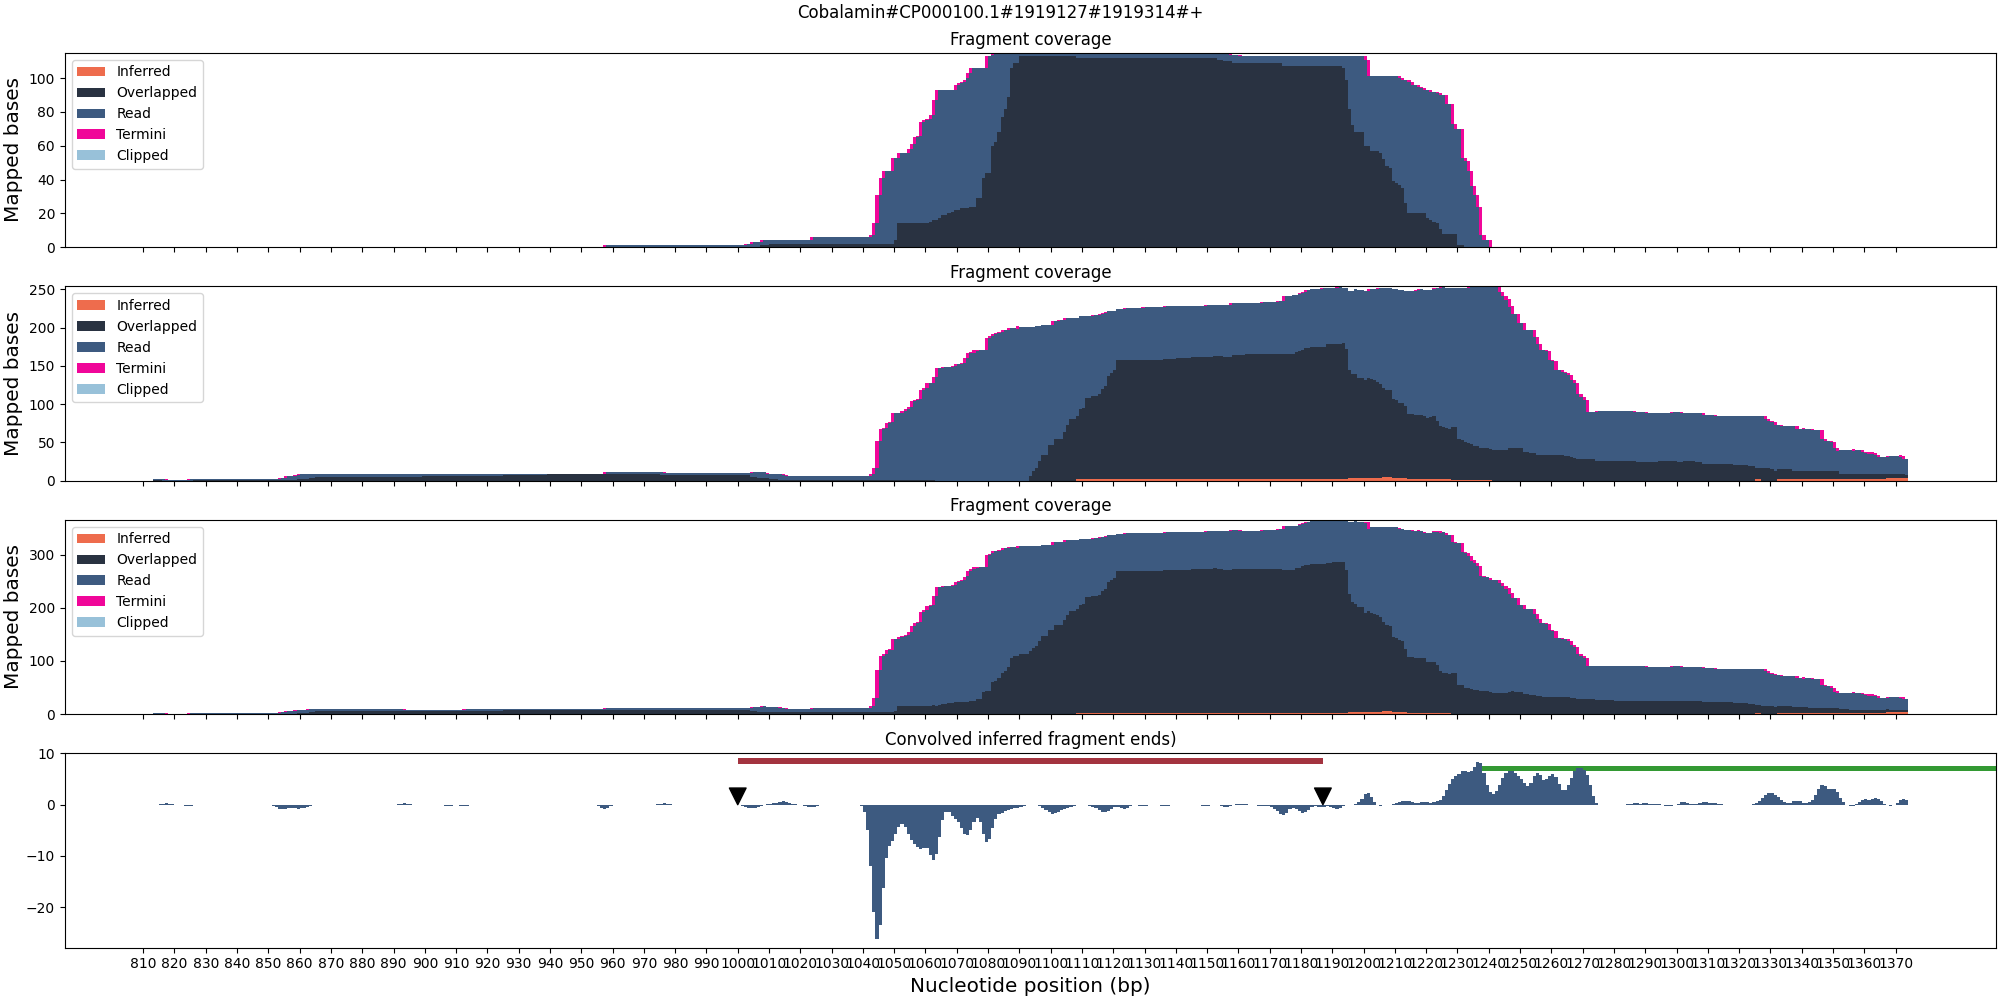 Cobalamin#CP000100.1#1919127#1919314#+
Fragment coverage
Mapped bases
100
80
60
40
20
0
Inferred
Overlapped
Read
Termini
Clipped
Fragment coverage
Mapped bases
250
200
150
100
50
0
Inferred
Overlapped
Read
Termini
Clipped
Fragment coverage
Mapped bases
300
200
100
0
Inferred
Overlapped
Read
Termini
Clipped
Convolved inferred fragment ends)
10
0
−10
−20
810 820 830 840 850 860 870 880 890 900 910 920 930 940 950 960 970 980 990 1000 1010 1020 1030 1040 1050 1060 1070 1080 1090 1100 1110 1120 1130 1140 1150 1160 1170 1180 1190 1200 1210 1220 1230 1240 1250 1260 1270 1280 1290 1300 1310 1320 1330 1340 1350 1360 1370
Nucleotide position (bp)